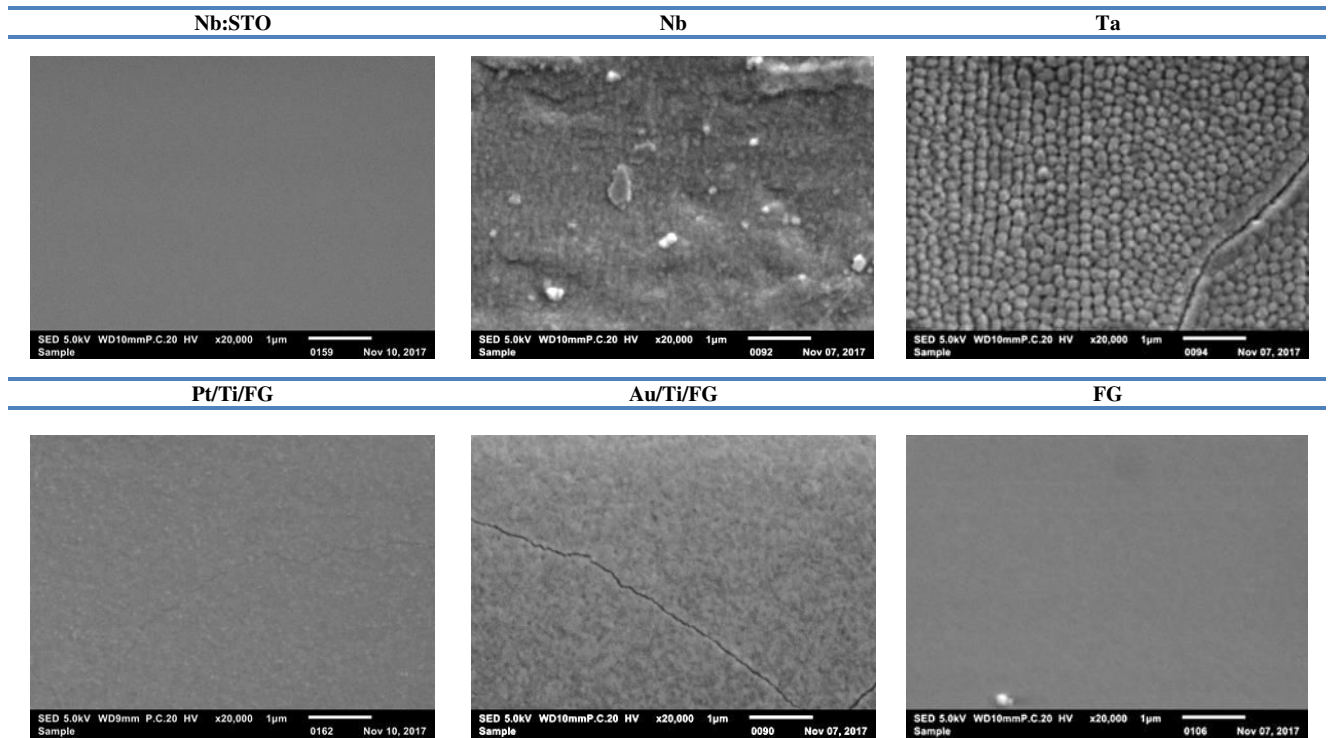 Nb:STO Nb Ta
SED 5.0kV WD10mmP.C.20 HV x20,000 1µm
Sample 0159 Nov 10, 2017
SED 5.0kV WD10mmP.C.20 HV x20,000 1µm
Sample 0092 Nov 07, 2017
SED 5.0kV WD10mmP.C.20 HV x20,000 1µm
Sample 0094 Nov 07, 2017
Pt/Ti/FG Au/Ti/FG FG
SED 5.0kV WD9mm P.C.20 HV x20,000 1µm
Sample 0162 Nov 10, 2017
SED 5.0kV WD10mmP.C.20 HV x20,000 1µm
Sample 0090 Nov 07, 2017
SED 5.0kV WD10mmP.C.20 HV x20,000 1µm
Sample 0106 Nov 07, 2017